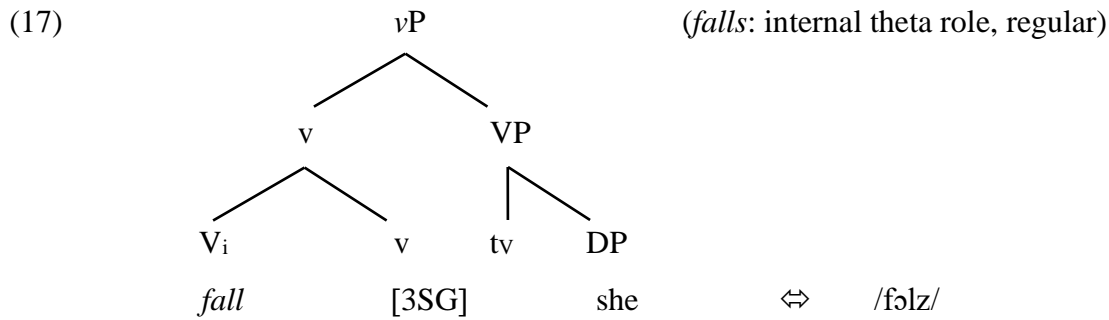 (17) vP (falls: internal theta role, regular)
v VP
Vi v tv DP
fall [3SG] she ⇔ /fɔlz/